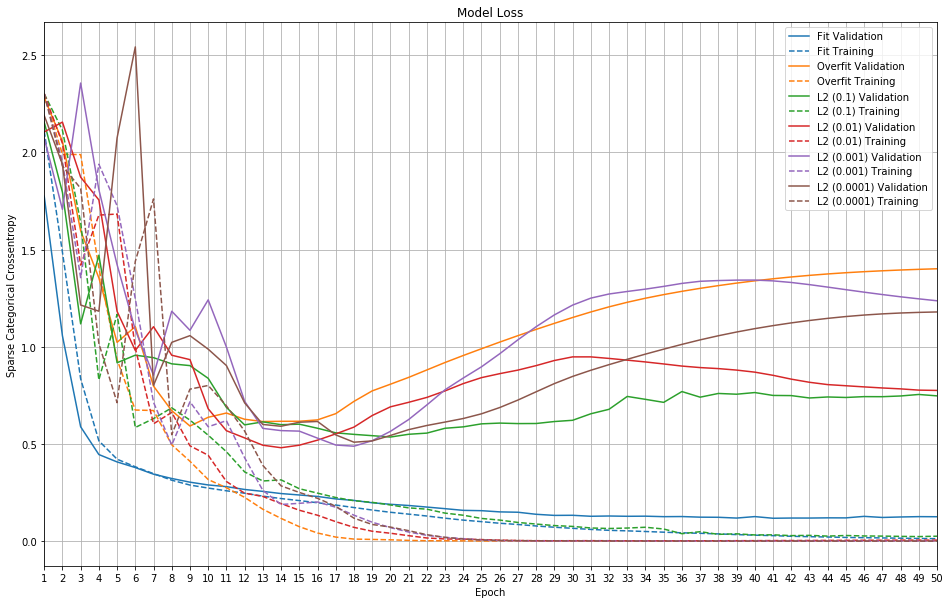 Model Loss
Fit Validation
Fit Training
Overfit Validation
Overfit Training
L2 (0.1) Validation
L2 (0.1) Training
L2 (0.01) Validation
L2 (0.01) Training
L2 (0.001) Validation
L2 (0.001) Training
L2 (0.0001) Validation
L2 (0.0001) Training
Sparse Categorical Crossentropy
2.5
2.0
1.5
1.0
0.5
0.0
1 2 3 4 5 6 7 8 9 10 11 12 13 14 15 16 17 18 19 20 21 22 23 24 25 26 27 28 29 30 31 32 33 34 35 36 37 38 39 40 41 42 43 44 45 46 47 48 49 50
Epoch